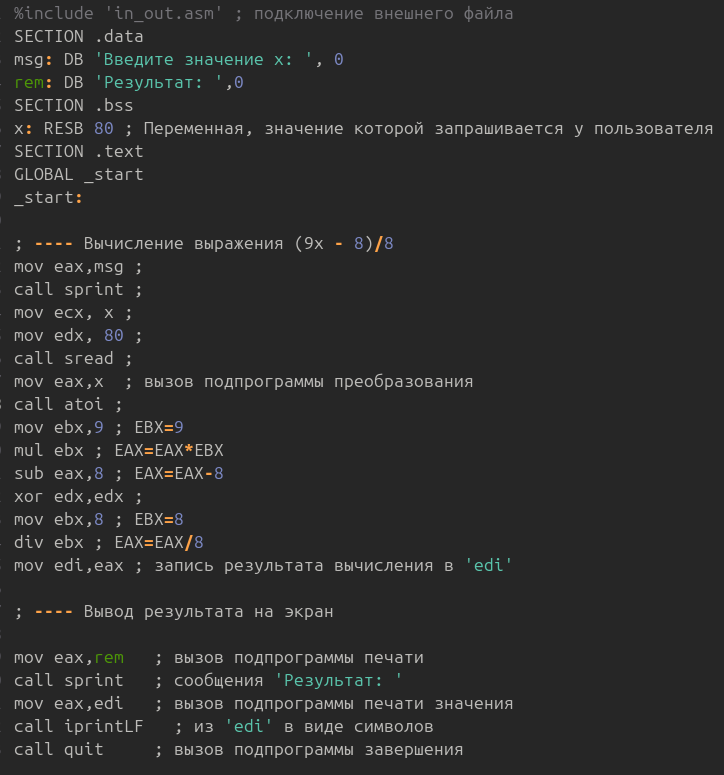 %include 'in_out.asm' ; подключение внешнего файла
SECTION .data
msg: DB 'Введите значение x: ', 0
rem: DB 'Результат: ',0
SECTION .bss
x: RESB 80 ; Переменная, значение которой запрашивается у пользователя
SECTION .text
GLOBAL _start
_start:
; ---- Вычисление выражения (9x - 8)/8
mov eax,msg ;
call sprint ;
mov ecx, x ;
mov edx, 80 ;
call sread ;
mov eax,x  ; вызов подпрограммы преобразования
call atoi ;
mov ebx,9 ; EBX=9
mul ebx ; EAX=EAX*EBX
sub eax,8 ; EAX=EAX-8
xor edx,edx ;
mov ebx,8 ; EBX=8
div ebx ; EAX=EAX/8
mov edi,eax ; запись результата вычисления в 'edi'
; ---- Вывод результата на экран
mov eax,rem   ; вызов подпрограммы печати
call sprint   ; сообщения 'Результат: '
mov eax,edi   ; вызов подпрограммы печати значения
call iprintLF   ; из 'edi' в виде символов
call quit     ; вызов подпрограммы завершения